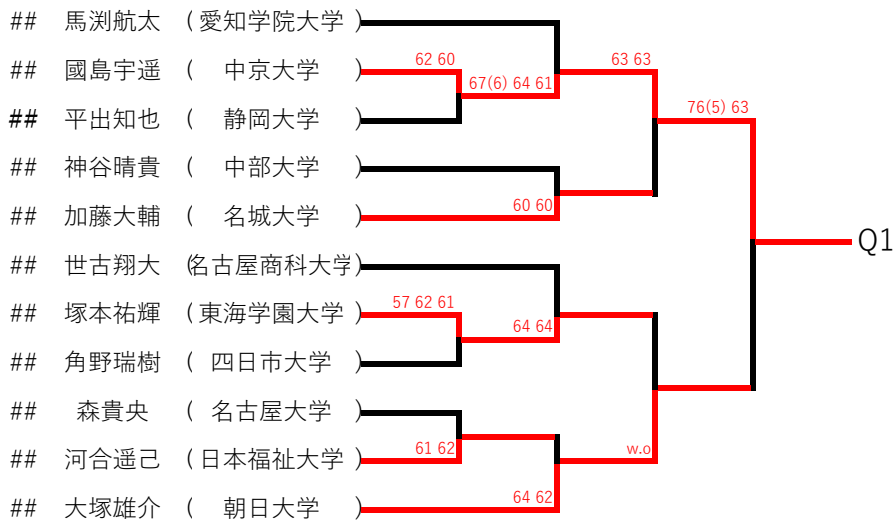 ## 馬渕航太 ( 愛知学院大学 )
62 60
63 63
## 國島宇遥 ( 中京大学 )
67(6) 64 61
76(5) 63
## 平出知也 ( 静岡大学 )
## 神谷晴貴 ( 中部大学 )
60 60
## 加藤大輔 ( 名城大学 )
Q1
## 世古翔大 (名古屋商科大学)
57 62 61
## 塚本祐輝 ( 東海学園大学 )
64 64
## 角野瑞樹 ( 四日市大学 )
## 森貴央 ( 名古屋大学 )
61 62
w.o
## 河合遥己 ( 日本福祉大学 )
64 62
## 大塚雄介 ( 朝日大学 )